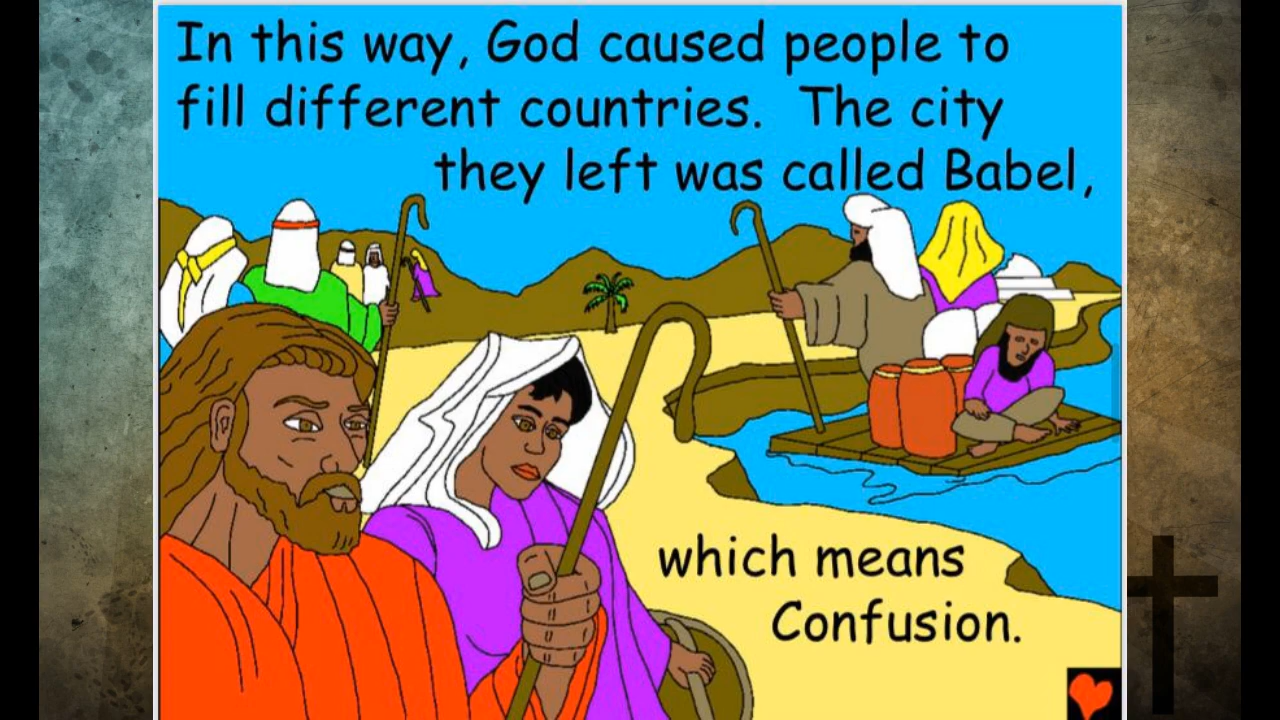 In this way, God caused people to
fill different countries. The city
they left was called Babel,
which means
Confusion.